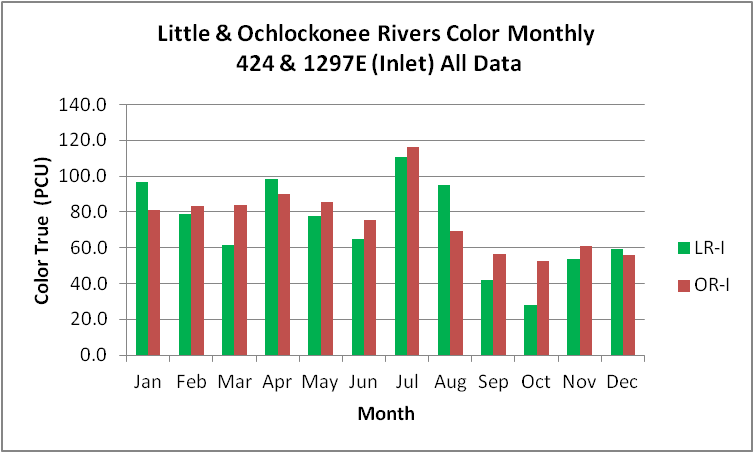 Little & Ochlockonee Rivers Color Monthly
424 & 1297E (Inlet) All Data
140.0
120.0
100.0
80.0
60.0
40.0
20.0
0.0
Color True (PCU)
Jan Feb Mar Apr May Jun Jul Aug Sep Oct Nov Dec
Month
LR-I
OR-I